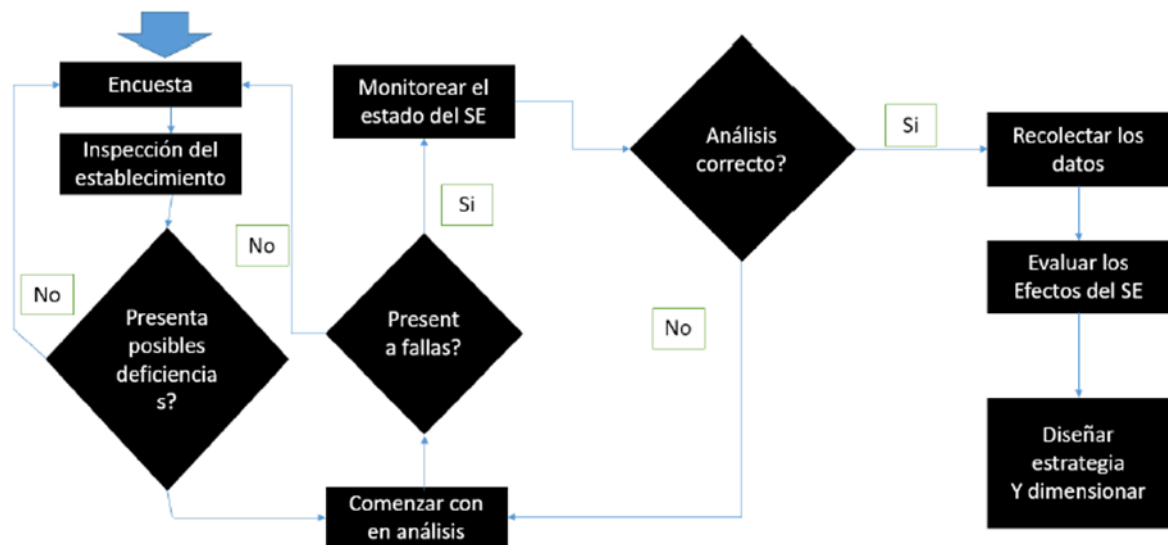 Encuesta
Inspección del
establecimiento
No
Presenta
posibles
deficiencia
s?
Comenzar con
en análisis
Present
a fallas?
No
Si
Monitorear el
estado del SE
Análisis
correcto?
No
Si
Recolectar los
datos
Evaluar los
Efectos del SE
Diseñar
estrategia
Y dimensionar